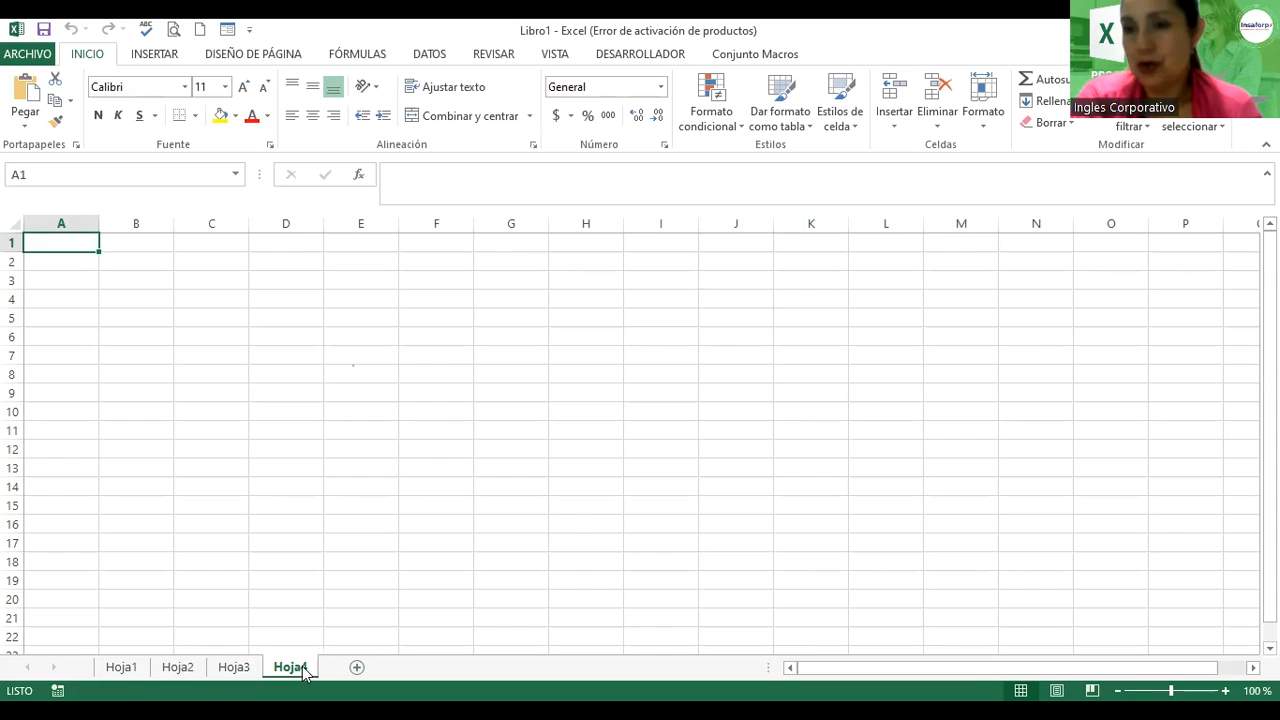 Libro1 - Excel (Error de activación de productos)
ARCHIVO INICIO INSERTAR DISEÑO DE PÁGINA FÓRMULAS DATOS REVISAR VISTA DESARROLLADOR Conjunto Macros
Pegar
Portapapeles
Calibri 11
N K S
Fuente
Ajustar texto
Combinar y centrar
Alineación
General
$ % 000
Número
Formato condicional
Dar formato como tabla
Estilos de celda
Estilos
Insertar Eliminar Formato
Celdas
Autosu
Rellena
Borrar
filtrar seleccionar
Modificar
Ingles Corporativo
Insaforp
A1
fx
A B C D E F G H I J K L M N O P
1
2
3
4
5
6
7
8
9
10
11
12
13
14
15
16
17
18
19
20
21
22
Hoja1 Hoja2 Hoja3 Hoja4
LISTO
100 %